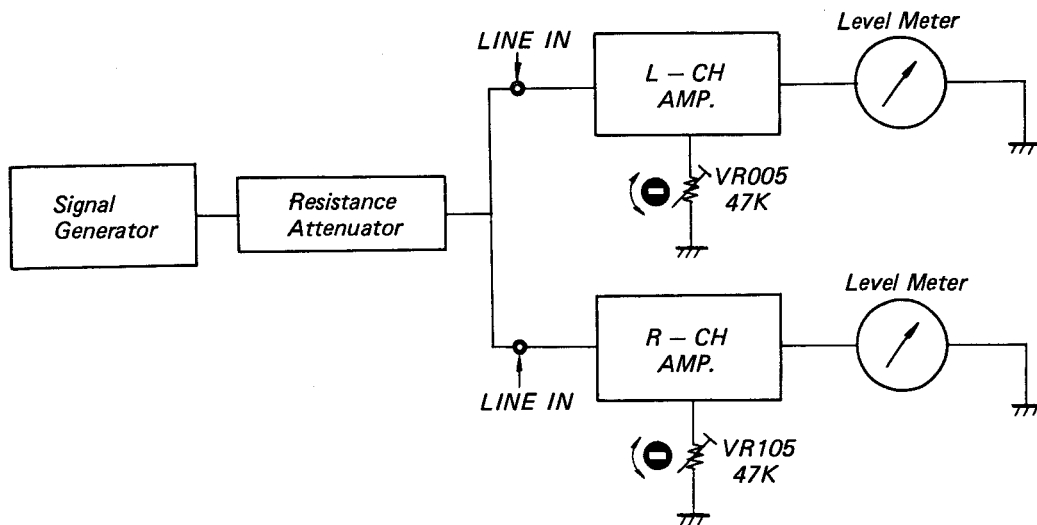 Signal
Generator
Resistance
Attenuator
LINE IN
L – CH
AMP.
Level Meter
VR005
47K
LINE IN
R – CH
AMP.
Level Meter
VR105
47K